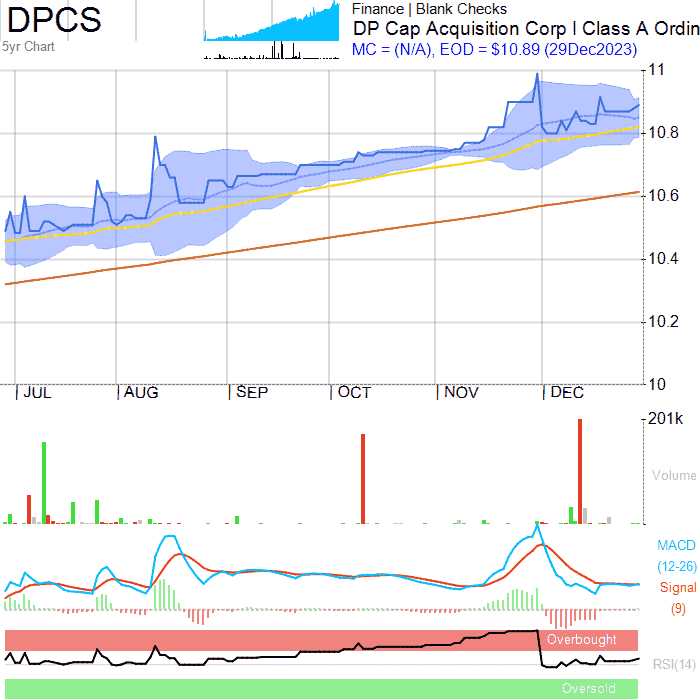 DPCS
5yr Chart
Finance | Blank Checks
DP Cap Acquisition Corp I Class A Ordin
MC = (N/A), EOD = $10.89 (29Dec2023)
11
10.8
10.6
10.4
10.2
10
| JUL | AUG | SEP | OCT | NOV | DEC
201k
Volume
MACD
(12-26)
Signal
(9)
Overbought
RSI(14)
Oversold